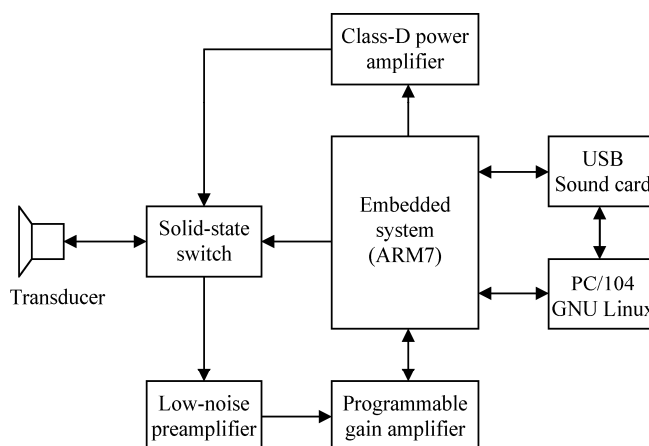 Class-D power
amplifier
Embedded
system
(ARM7)
USB
Sound card
Solid-state
switch
Transducer
PC/104
GNU Linux
Low-noise
preamplifier
Programmable
gain amplifier